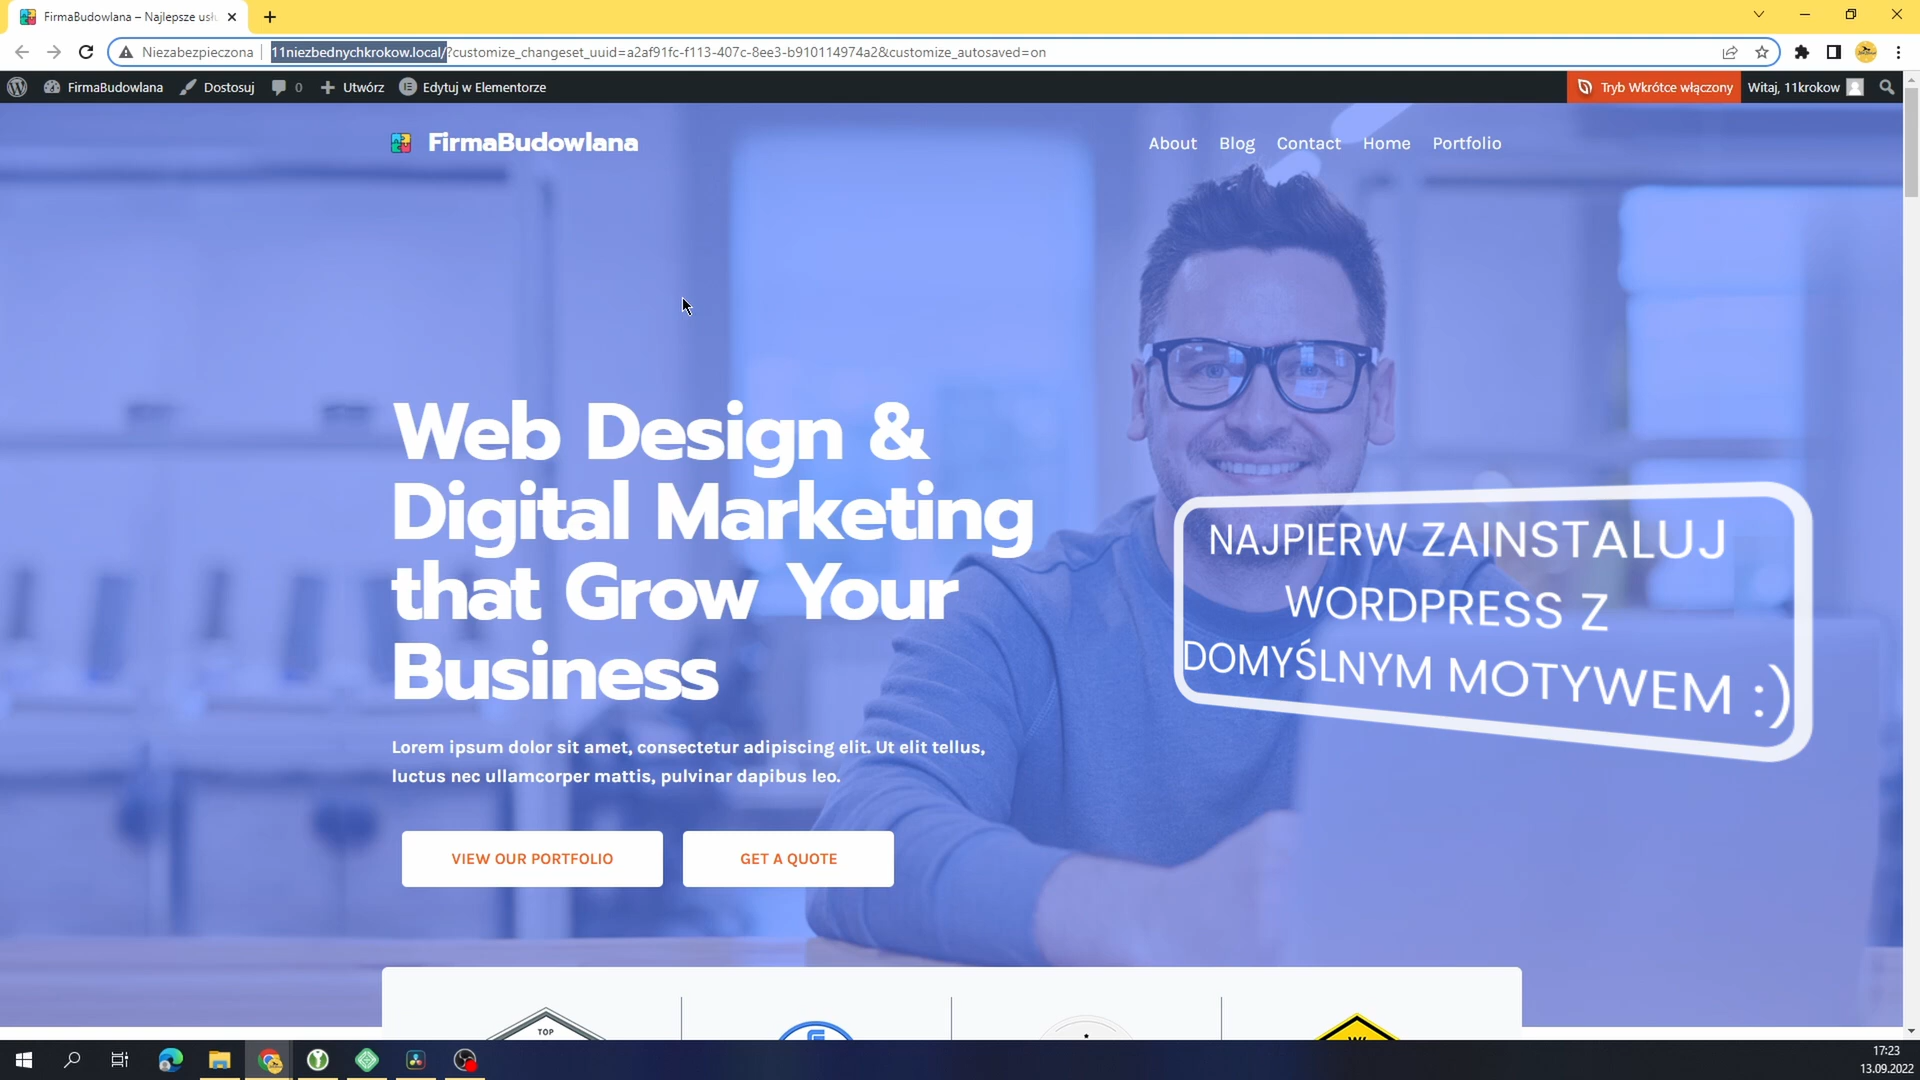 FirmaBudowlana – Najlepsze usłu
Niezabezpieczona
11niezbednychkrokow.local/?customize_changeset_uuid=a2af91fc-f113-407c-8ee3-b910114974a2&customize_autosaved=on
FirmaBudowlana Dostosuj 0 Utwórz Edytuj w Elementorze Tryb Wkrótce włączony Witaj, 11krokow
FirmaBudowlana
About Blog Contact Home Portfolio
Web Design &
Digital Marketing
that Grow Your
Business
NAJPIERW ZAINSTALUJ
WORDPRESS Z
DOMYŚLNYM MOTYWEM :)
Lorem ipsum dolor sit amet, consectetur adipiscing elit. Ut elit tellus,
luctus nec ullamcorper mattis, pulvinar dapibus leo.
VIEW OUR PORTFOLIO
GET A QUOTE
TOP
17:23
13.09.2022